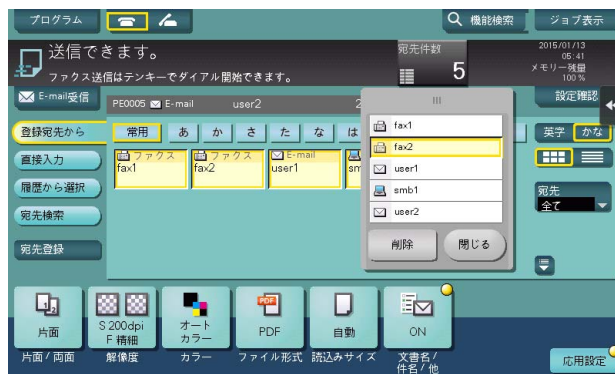 プログラム
機能検索
ジョブ表示
送信できます。
ファクス送信はテンキーでダイアル開始できます。
宛先件数
5
2015/01/13
05:41
メモリー残量
100 %
E-mail受信
PE0005 E-mail user2
2
設定確認
登録宛先から
常用 あ か さ た な は
英字 かな
直接入力
履歴から選択
宛先検索
宛先登録
ファクス
fax1
ファクス
fax2
E-mail
user1
sm
fax1
fax2
user1
smb1
user2
削除 閉じる
宛先
全て
片面
S 200dpi
F 精細
オート
カラー
PDF
PDF
自動
ON
片面/両面
解像度
カラー
ファイル形式
読込みサイズ
文書名/
件名/他
応用設定